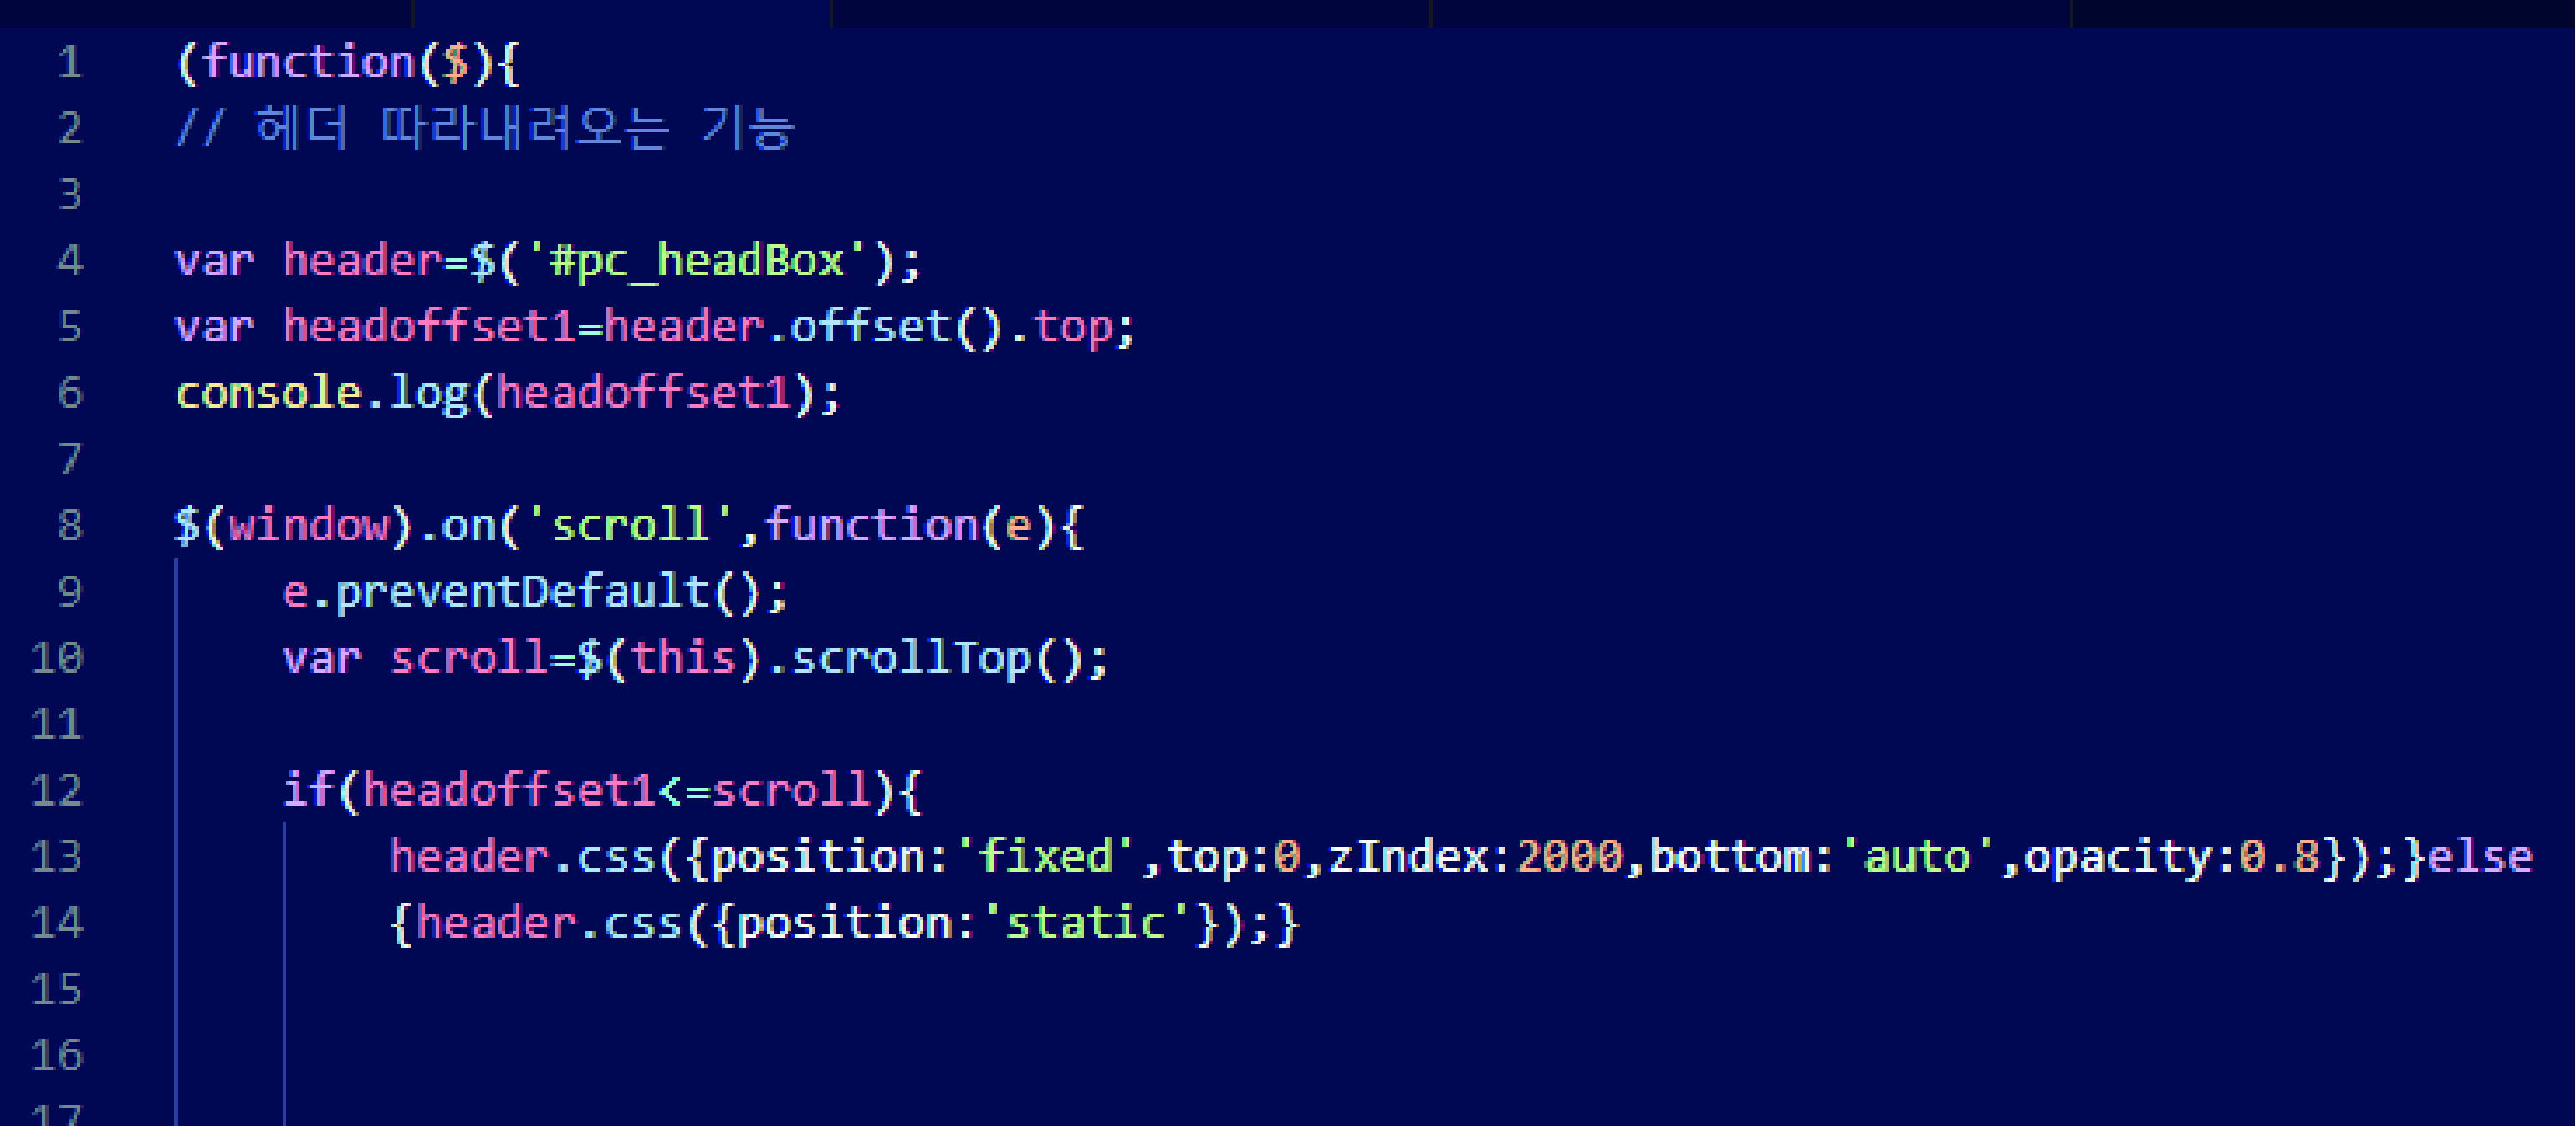 1 (function($){
2 // 헤더 따라내려오는 기능
3
4 var header=$('#pc_headBox');
5 var headoffset1=header.offset().top;
6 console.log(headoffset1);
7
8 $(window).on('scroll',function(e){
9 e.preventDefault();
10 var scroll=$(this).scrollTop();
11
12 if(headoffset1<=scroll){
13 header.css({position:'fixed',top:0,zIndex:2000,bottom:'auto',opacity:0.8});}else
14 {header.css({position:'static'});}
15
16
17